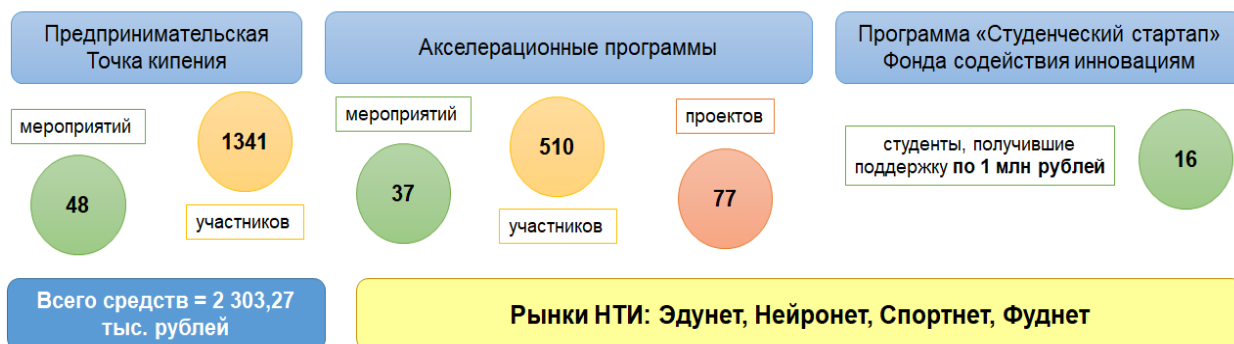 Предпринимательская
Точка кипения
мероприятий
48
1341
участников
Акселерационные программы
мероприятий
37
510
участников
проектов
77
Программа «Студенческий стартап»
Фонда содействия инновациям
студенты, получившие
поддержку по 1 млн рублей
16
Всего средств = 2 303,27
тыс. рублей
Рынки НТИ: Эдунет, Нейронет, Спортнет, Фуднет